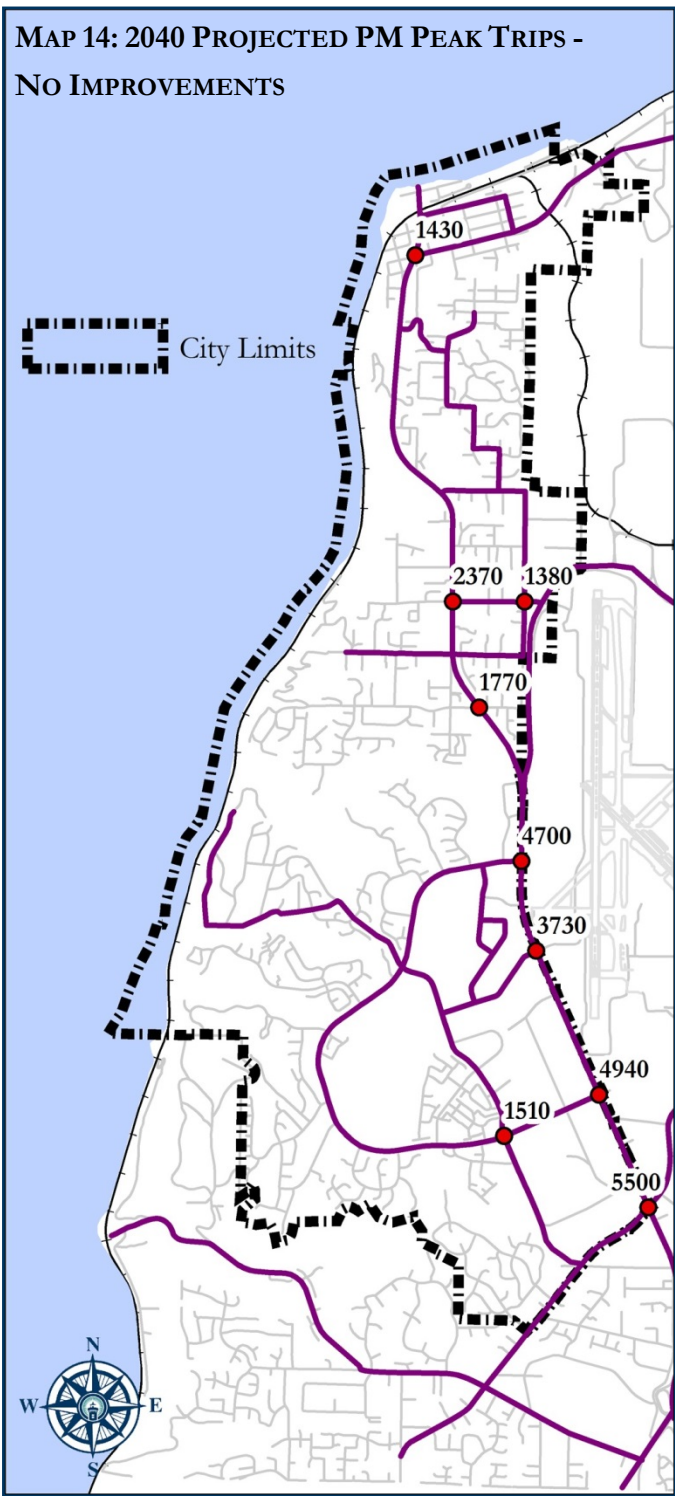 MAP 14: 2040 PROJECTED PM PEAK TRIPS -
NO IMPROVEMENTS
1430
City Limits
2370
1380
1770
4700
3730
4940
1510
5500
N
W
E
S